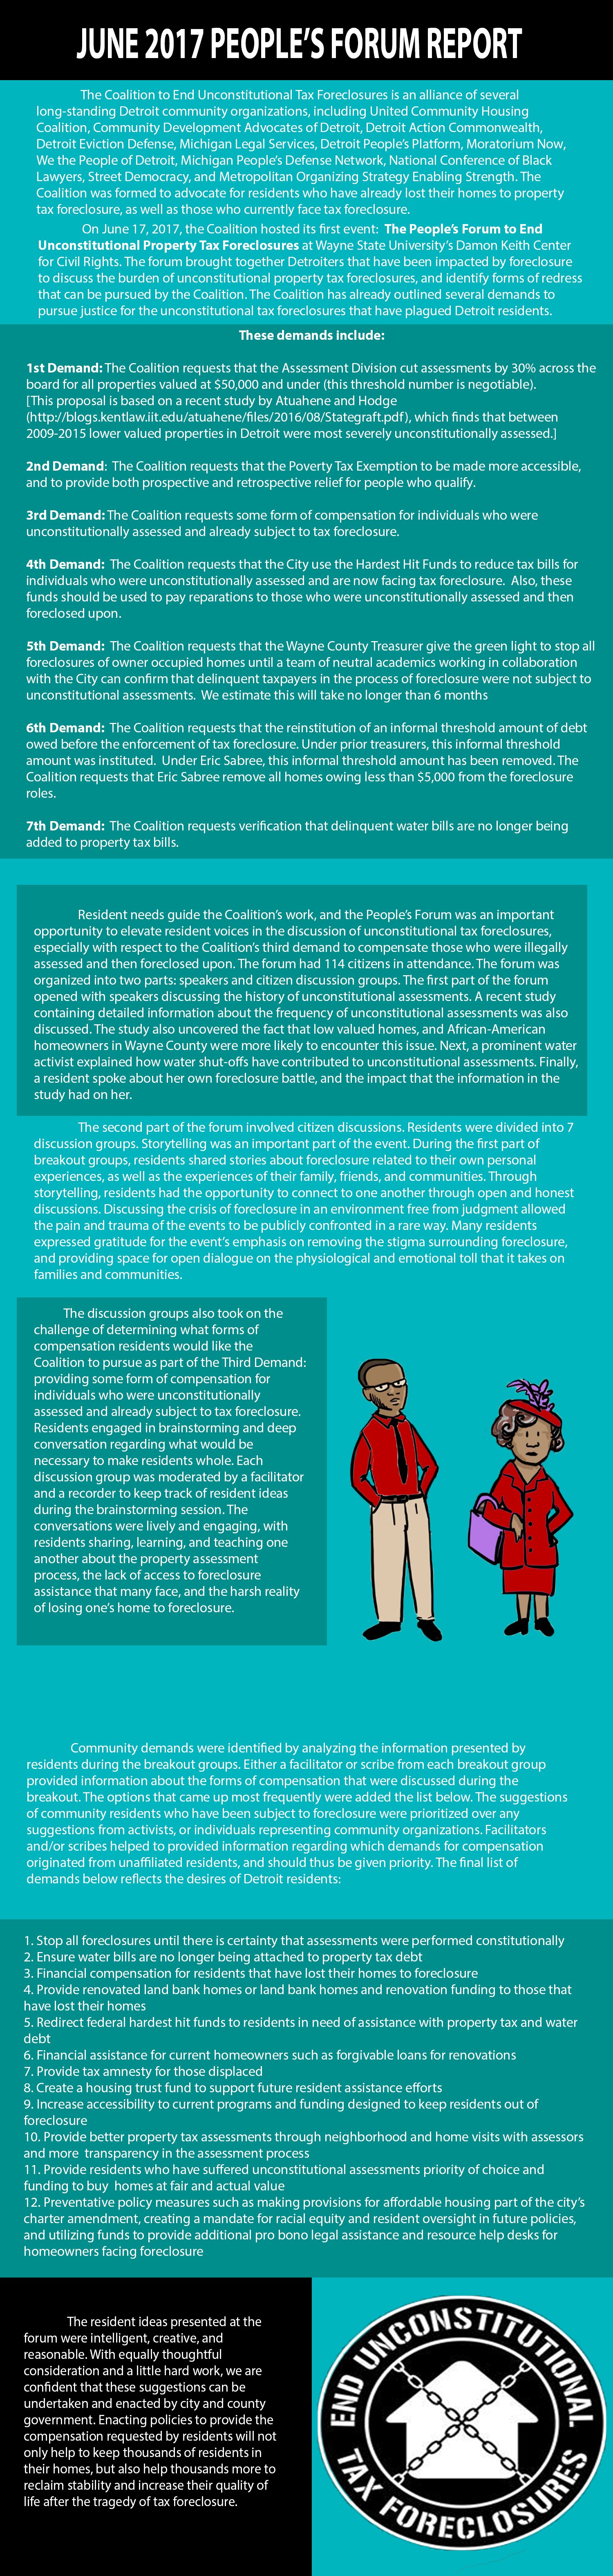 JUNE 2017 PEOPLE'S FORUM REPORT
The Coalition to End Unconstitutional Tax Foreclosures is an alliance of several
long-standing Detroit community organizations, including United Community Housing
Coalition, Community Development Advocates of Detroit, Detroit Action Commonwealth,
Detroit Eviction Defense, Michigan Legal Services, Detroit People's Platform, Moratorium Now,
We the People of Detroit, Michigan People's Defense Network, National Conference of Black
Lawyers, Street Democracy, and Metropolitan Organizing Strategy Enabling Strength. The
Coalition was formed to advocate for residents who have already lost their homes to property
tax foreclosure, as well as those who currently face tax foreclosure.
On June 17, 2017, the Coalition hosted its first event: The People's Forum to End
Unconstitutional Property Tax Foreclosures at Wayne State University's Damon Keith Center
for Civil Rights. The forum brought together Detroiters that have been impacted by foreclosure
to discuss the burden of unconstitutional property tax foreclosures, and identify forms of redress
that can be pursued by the Coalition. The Coalition has already outlined several demands to
pursue justice for the unconstitutional tax foreclosures that have plagued Detroit residents.
These demands include:
1st Demand: The Coalition requests that the Assessment Division cut assessments by 30% across the
board for all properties valued at $50,000 and under (this threshold number is negotiable).
[This proposal is based on a recent study by Atuahene and Hodge
(http://blogs.kentlaw.iit.edu/atuahene/files/2016/08/Stategraft.pdf), which finds that between
2009-2015 lower valued properties in Detroit were most severely unconstitutionally assessed.]
2nd Demand: The Coalition requests that the Poverty Tax Exemption to be made more accessible,
and to provide both prospective and retrospective relief for people who qualify.
3rd Demand: The Coalition requests some form of compensation for individuals who were
unconstitutionally assessed and already subject to tax foreclosure.
4th Demand: The Coalition requests that the City use the Hardest Hit Funds to reduce tax bills for
individuals who were unconstitutionally assessed and are now facing tax foreclosure. Also, these
funds should be used to pay reparations to those who were unconstitutionally assessed and then
foreclosed upon.
5th Demand: The Coalition requests that the Wayne County Treasurer give the green light to stop all
foreclosures of owner occupied homes until a team of neutral academics working in collaboration
with the City can confirm that delinquent taxpayers in the process of foreclosure were not subject to
unconstitutional assessments. We estimate this will take no longer than 6 months
6th Demand: The Coalition requests that the reinstitution of an informal threshold amount of debt
owed before the enforcement of tax foreclosure. Under prior treasurers, this informal threshold
amount was instituted. Under Eric Sabree, this informal threshold amount has been removed. The
Coalition requests that Eric Sabree remove all homes owing less than $5,000 from the foreclosure
roles.
7th Demand: The Coalition requests verification that delinquent water bills are no longer being
added to property tax bills.
Resident needs guide the Coalition's work, and the People's Forum was an important
opportunity to elevate resident voices in the discussion of unconstitutional tax foreclosures,
especially with respect to the Coalition's third demand to compensate those who were illegally
assessed and then foreclosed upon. The forum had 114 citizens in attendance. The forum was
organized into two parts: speakers and citizen discussion groups. The first part of the forum
opened with speakers discussing the history of unconstitutional assessments. A recent study
containing detailed information about the frequency of unconstitutional assessments was also
discussed. The study also uncovered the fact that low valued homes, and African-American
homeowners in Wayne County were more likely to encounter this issue. Next, a prominent water
activist explained how water shut-offs have contributed to unconstitutional assessments. Finally,
a resident spoke about her own foreclosure battle, and the impact that the information in the
study had on her.
The second part of the forum involved citizen discussions. Residents were divided into 7
discussion groups. Storytelling was an important part of the event. During the first part of
breakout groups, residents shared stories about foreclosure related to their own personal
experiences, as well as the experiences of their family, friends, and communities. Through
storytelling, residents had the opportunity to connect to one another through open and honest
discussions. Discussing the crisis of foreclosure in an environment free from judgment allowed
the pain and trauma of the events to be publicly confronted in a rare way. Many residents
expressed gratitude for the event's emphasis on removing the stigma surrounding foreclosure,
and providing space for open dialogue on the physiological and emotional toll that it takes on
families and communities.
The discussion groups also took on the
challenge of determining what forms of
compensation residents would like the
Coalition to pursue as part of the Third Demand:
providing some form of compensation for
individuals who were unconstitutionally
assessed and already subject to tax foreclosure.
Residents engaged in brainstorming and deep
conversation regarding what would be
necessary to make residents whole. Each
discussion group was moderated by a facilitator
and a recorder to keep track of resident ideas
during the brainstorming session. The
conversations were lively and engaging, with
residents sharing, learning, and teaching one
another about the property assessment
process, the lack of access to foreclosure
assistance that many face, and the harsh reality
of losing one's home to foreclosure.
Community demands were identified by analyzing the information presented by
residents during the breakout groups. Either a facilitator or scribe from each breakout group
provided information about the forms of compensation that were discussed during the
breakout. The options that came up most frequently were added the list below. The suggestions
of community residents who have been subject to foreclosure were prioritized over any
suggestions from activists, or individuals representing community organizations. Facilitators
and/or scribes helped to provided information regarding which demands for compensation
originated from unaffiliated residents, and should thus be given priority. The final list of
demands below reflects the desires of Detroit residents:
1. Stop all foreclosures until there is certainty that assessments were performed constitutionally
2. Ensure water bills are no longer being attached to property tax debt
3. Financial compensation for residents that have lost their homes to foreclosure
4. Provide renovated land bank homes or land bank homes and renovation funding to those that
have lost their homes
5. Redirect federal hardest hit funds to residents in need of assistance with property tax and water
debt
6. Financial assistance for current homeowners such as forgivable loans for renovations
7. Provide tax amnesty for those displaced
8. Create a housing trust fund to support future resident assistance efforts
9. Increase accessibility to current programs and funding designed to keep residents out of
foreclosure
10. Provide better property tax assessments through neighborhood and home visits with assessors
and more transparency in the assessment process
11. Provide residents who have suffered unconstitutional assessments priority of choice and
funding to buy homes at fair and actual value
12. Preventative policy measures such as making provisions for affordable housing part of the city's
charter amendment, creating a mandate for racial equity and resident oversight in future policies,
and utilizing funds to provide additional pro bono legal assistance and resource help desks for
homeowners facing foreclosure
The resident ideas presented at the
forum were intelligent, creative, and
reasonable. With equally thoughtful
consideration and a little hard work, we are
confident that these suggestions can be
undertaken and enacted by city and county
government. Enacting policies to provide the
compensation requested by residents will not
only help to keep thousands of residents in
their homes, but also help thousands more to
reclaim stability and increase their quality of
life after the tragedy of tax foreclosure.
END UNCONSTITUTIONAL
TAX FORECLOSURES